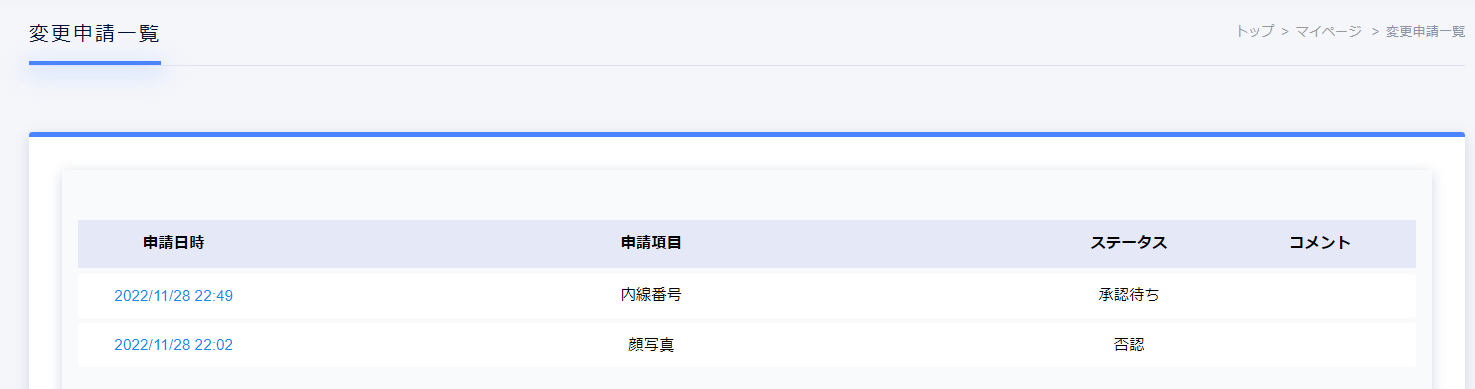 変更申請一覧
トップ > マイページ > 変更申請一覧
申請日時 申請項目 ステータス コメント
2022/11/28 22:49 内線番号 承認待ち
2022/11/28 22:02 顔写真 否認